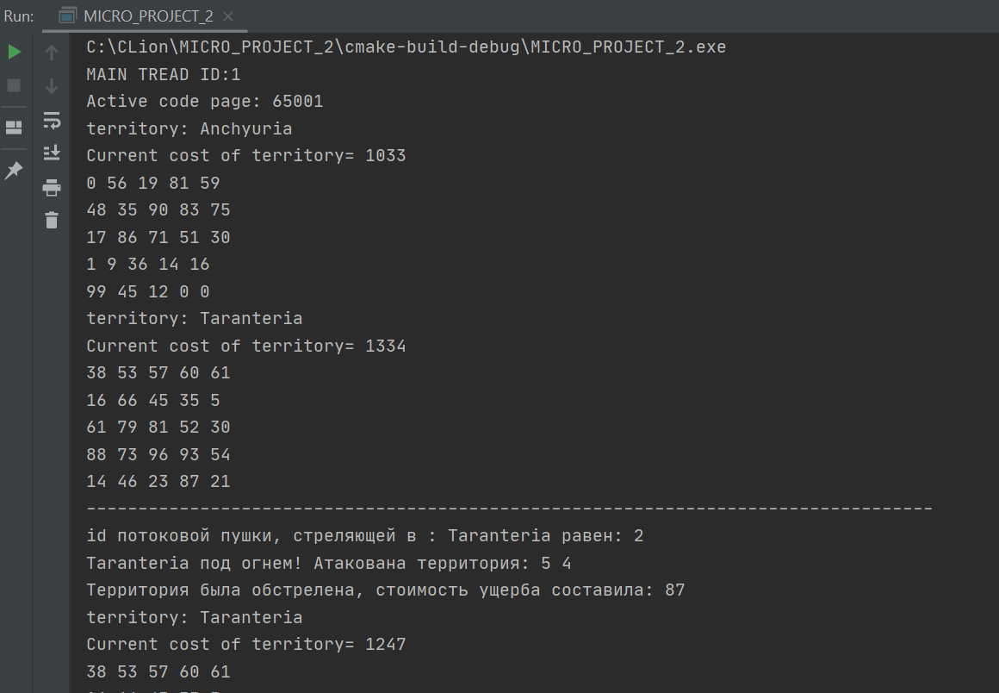 Run:
MICRO_PROJECT_2
C:\CLion\MICRO_PROJECT_2\cmake-build-debug\MICRO_PROJECT_2.exe
MAIN TREAD ID:1
Active code page: 65001
territory: Anchyuria
Current cost of territory= 1033
0 56 19 81 59
48 35 90 83 75
17 86 71 51 30
1 9 36 14 16
99 45 12 0 0
territory: Taranteria
Current cost of territory= 1334
38 53 57 60 61
16 66 45 35 5
61 79 81 52 30
88 73 96 93 54
14 46 23 87 21
----------------------------------------------------------------------------------
id потоковой пушки, стреляющей в : Taranteria равен: 2
Taranteria под огнем! Атакована территория: 5 4
Территория была обстрелена, стоимость ущерба составила: 87
territory: Taranteria
Current cost of territory= 1247
38 53 57 60 61